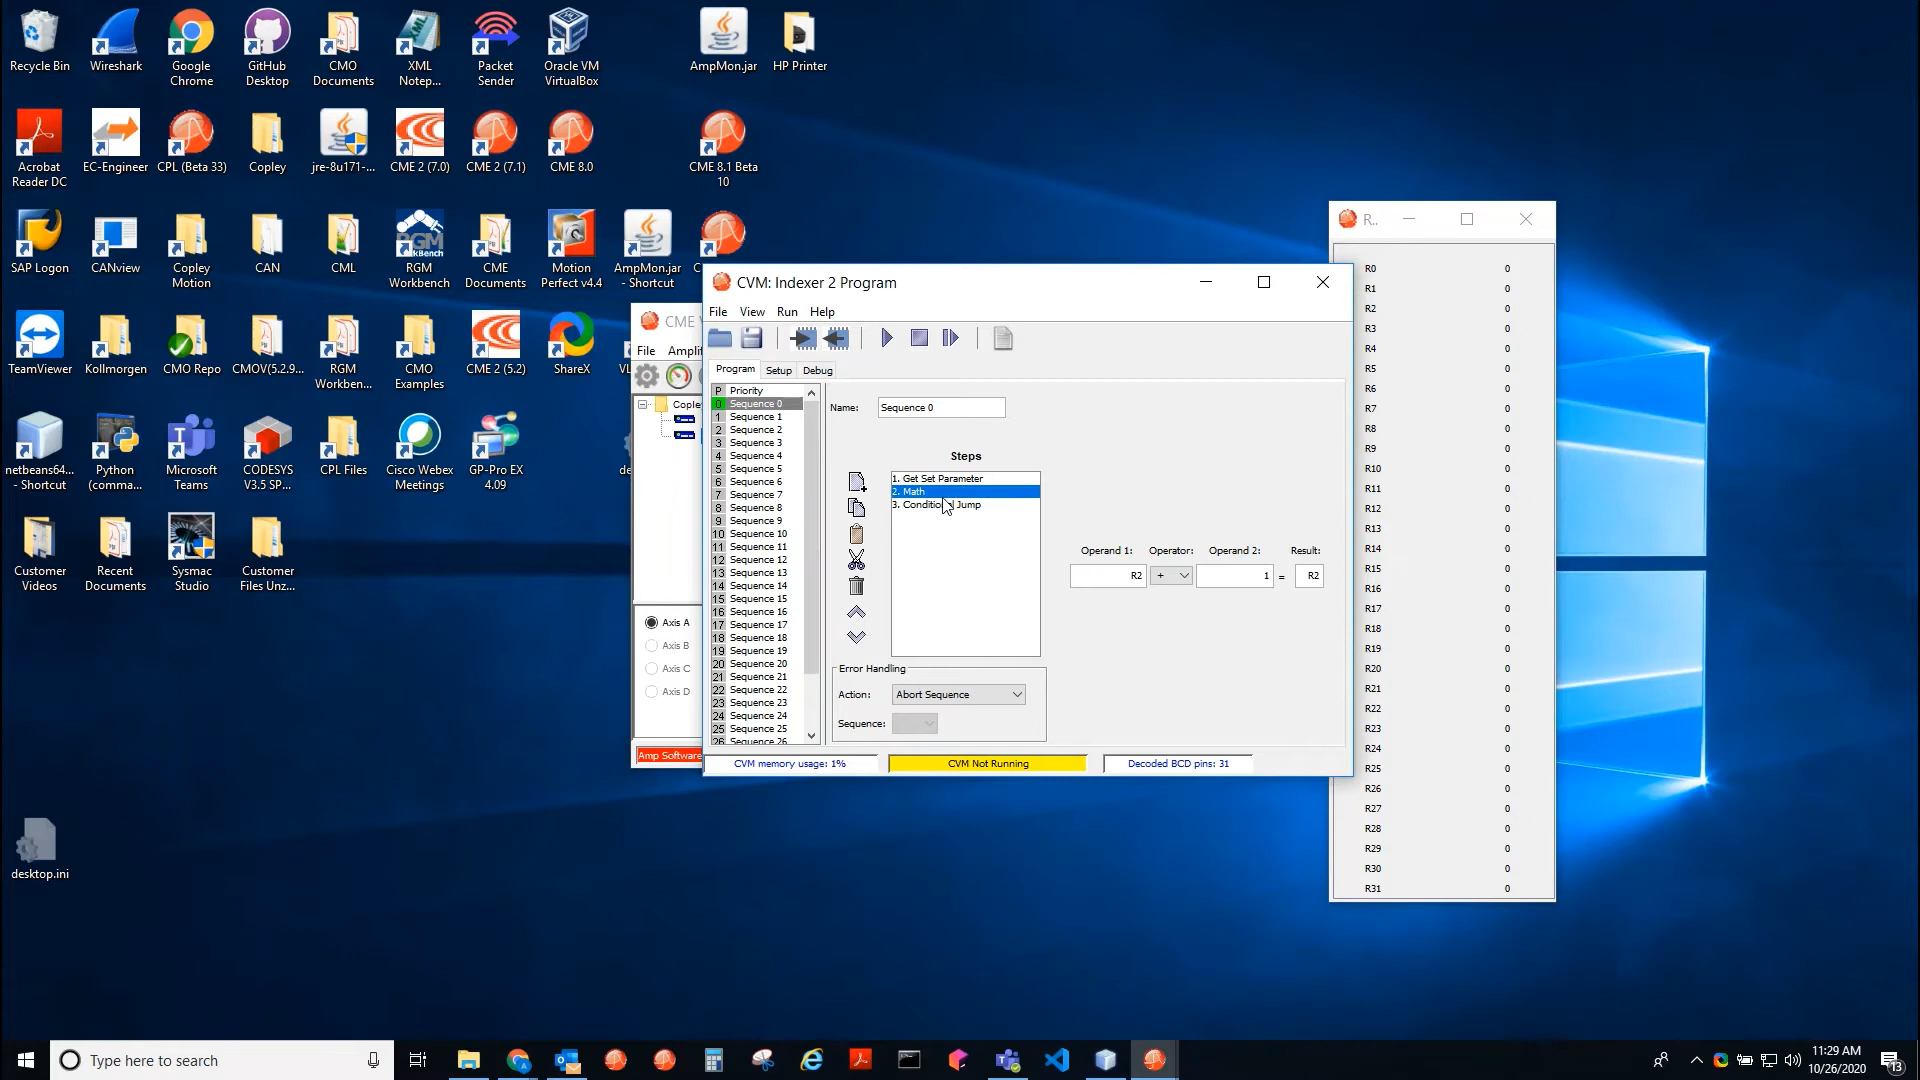 Recycle Bin
Wireshark
Google
Chrome
GitHub
Desktop
CMO
Documents
XML
Notep...
Packet
Sender
Oracle VM
VirtualBox
AmpMon.jar
HP Printer
Acrobat
Reader DC
EC-Engineer
CPL (Beta 33)
Copley
jre-8u171-...
CME 2 (7.0)
CME 2 (7.1)
CME 8.0
CME 8.1 Beta
10
SAP Logon
CANview
Copley
Motion
CAN
CML
RGM
Workbench
CME
Documents
Motion
Perfect v4.4
AmpMon.jar
- Shortcut
TeamViewer
Kollmorgen
CMO Repo
CMOV(5.2.9...
RGM
Workben...
CMO
Examples
CME 2 (5.2)
ShareX
netbeans64...
- Shortcut
Python
(comma...
Microsoft
Teams
CODESYS
V3.5 SP...
CPL Files
Cisco Webex
Meetings
GP-Pro EX
4.09
de
Customer
Videos
Recent
Documents
Sysmac
Studio
Customer
Files Unz...
desktop.ini
CME
File Amplif
Cople
Axis A
Axis B
Axis C
Axis D
Amp Software
CVM: Indexer 2 Program
File View Run Help
Program Setup Debug
P Priority
0 Sequence 0
1 Sequence 1
2 Sequence 2
3 Sequence 3
4 Sequence 4
5 Sequence 5
6 Sequence 6
7 Sequence 7
8 Sequence 8
9 Sequence 9
10 Sequence 10
11 Sequence 11
12 Sequence 12
13 Sequence 13
14 Sequence 14
15 Sequence 15
16 Sequence 16
17 Sequence 17
18 Sequence 18
19 Sequence 19
20 Sequence 20
21 Sequence 21
22 Sequence 22
23 Sequence 23
24 Sequence 24
25 Sequence 25
26 Sequence 26
Name: Sequence 0
Steps
1. Get Set Parameter
2. Math
3. Conditional Jump
Operand 1: Operator: Operand 2: Result:
R2 + 1 = R2
Error Handling
Action: Abort Sequence
Sequence:
CVM memory usage: 1%
CVM Not Running
Decoded BCD pins: 31
R..
R0 0
R1 0
R2 0
R3 0
R4 0
R5 0
R6 0
R7 0
R8 0
R9 0
R10 0
R11 0
R12 0
R13 0
R14 0
R15 0
R16 0
R17 0
R18 0
R19 0
R20 0
R21 0
R22 0
R23 0
R24 0
R25 0
R26 0
R27 0
R28 0
R29 0
R30 0
R31 0
Type here to search
11:29 AM
10/26/2020
13